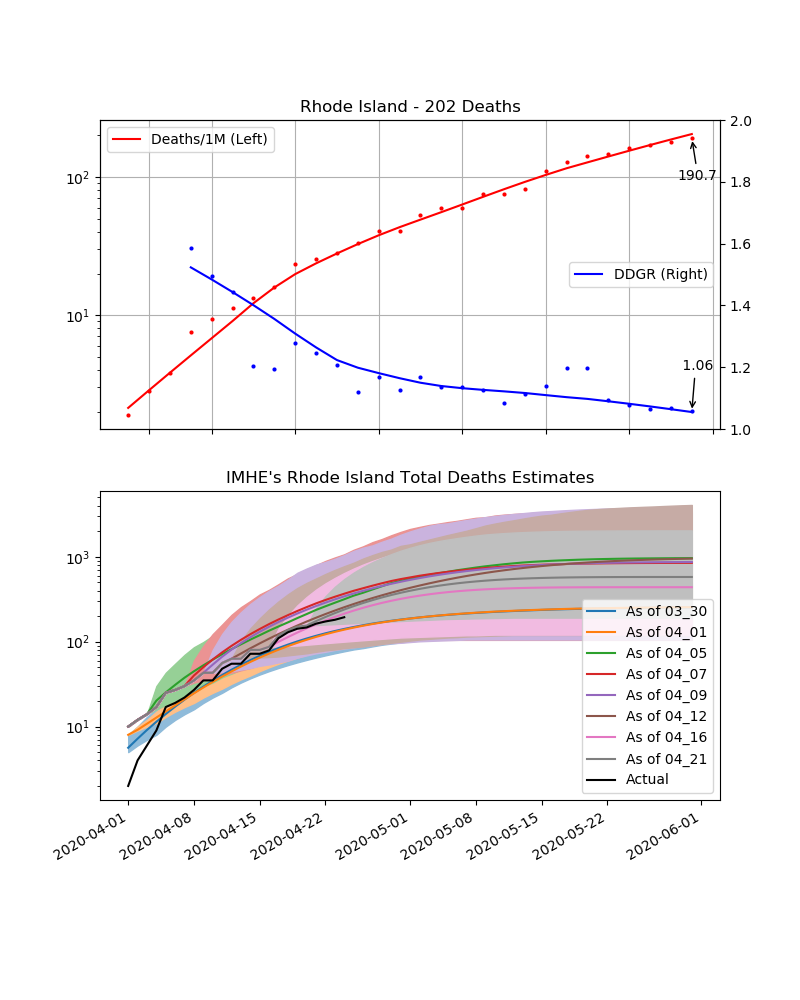 Rhode Island - 202 Deaths
Deaths/1M (Left)
2.0
10²
190.7
1.8
1.6
DDGR (Right)
1.4
10¹
1.06
1.2
1.0
IMHE's Rhode Island Total Deaths Estimates
10³
10²
10¹
As of 03_30
As of 04_01
As of 04_05
As of 04_07
As of 04_09
As of 04_12
As of 04_16
As of 04_21
Actual
2020-04-01
2020-04-08
2020-04-15
2020-04-22
2020-05-01
2020-05-08
2020-05-15
2020-05-22
2020-06-01